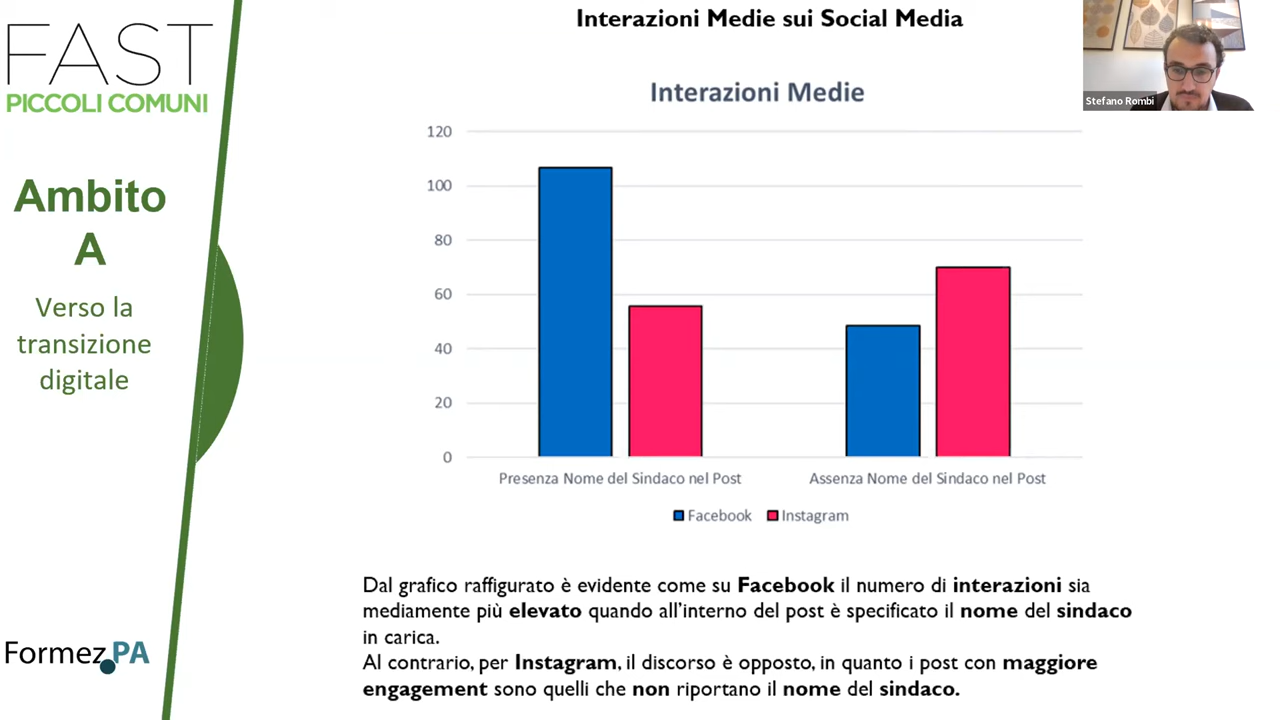 FAST
PICCOLI COMUNI
Ambito
A
Verso la
transizione
digitale
Formez PA
Interazioni Medie sui Social Media
Stefano Rombi
Interazioni Medie
120
100
80
60
40
20
0
Presenza Nome del Sindaco nel Post
Assenza Nome del Sindaco nel Post
Facebook
Instagram
Dal grafico raffigurato è evidente come su Facebook il numero di interazioni sia
mediamente più elevato quando all'interno del post è specificato il nome del sindaco
in carica.
Al contrario, per Instagram, il discorso è opposto, in quanto i post con maggiore
engagement sono quelli che non riportano il nome del sindaco.